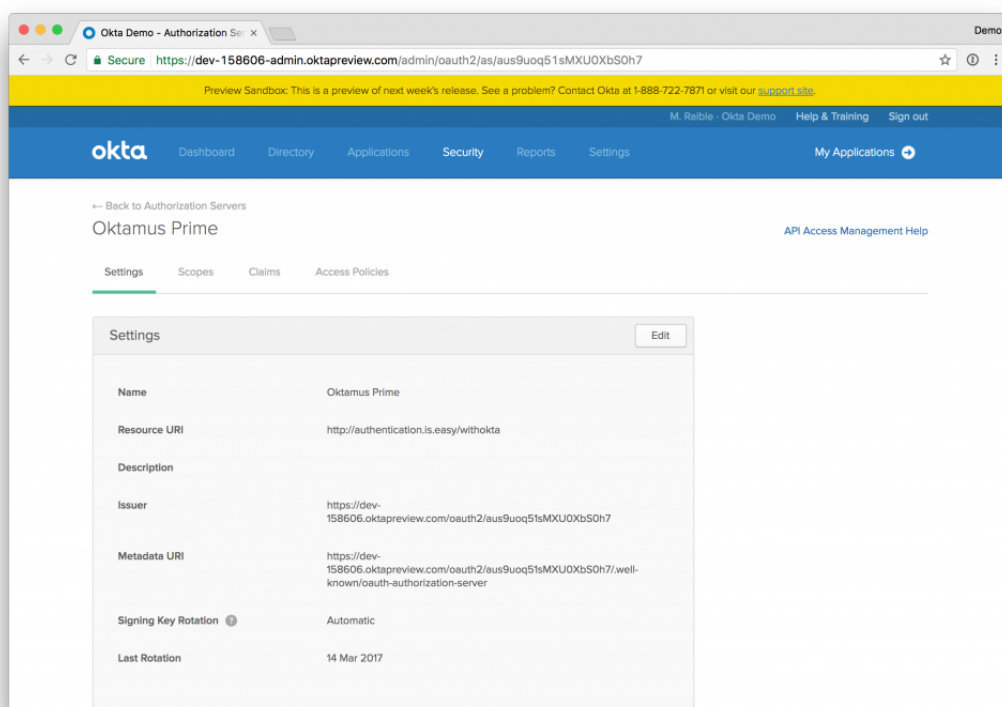 Okta Demo - Authorization Ser ×
Demo
Secure https://dev-158606-admin.oktapreview.com/admin/oauth2/as/aus9uoq51sMXU0XbS0h7
Preview Sandbox: This is a preview of next week's release. See a problem? Contact Okta at 1-888-722-7871 or visit our support site.
M. Raible - Okta Demo Help & Training Sign out
okta Dashboard Directory Applications Security Reports Settings My Applications
← Back to Authorization Servers
Oktamus Prime
API Access Management Help
Settings Scopes Claims Access Policies
Settings Edit
Name Oktamus Prime
Resource URI http://authentication.is.easy/withokta
Description
Issuer https://dev-
158606.oktapreview.com/oauth2/aus9uoq51sMXU0XbS0h7
Metadata URI https://dev-
158606.oktapreview.com/oauth2/aus9uoq51sMXU0XbS0h7/.well-
known/oauth-authorization-server
Signing Key Rotation ? Automatic
Last Rotation 14 Mar 2017